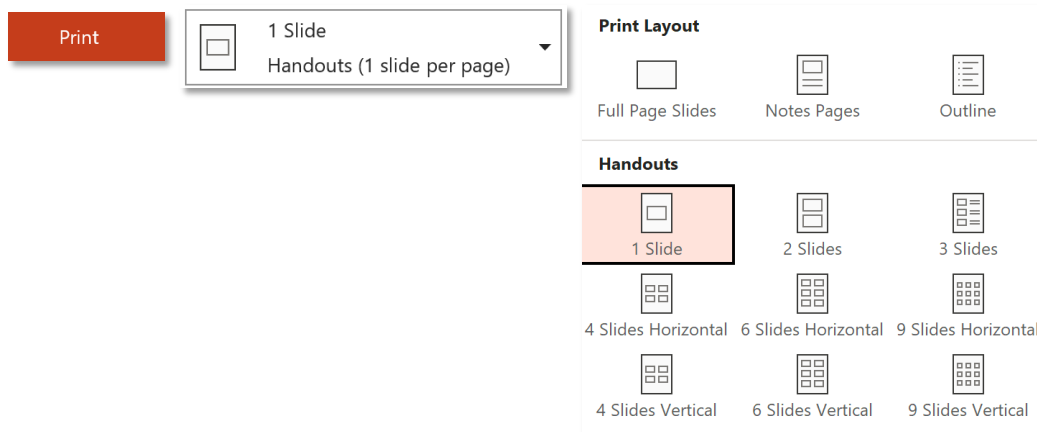 Print
1 Slide
Handouts (1 slide per page)
Print Layout
Full Page Slides
Notes Pages
Outline
Handouts
1 Slide
2 Slides
3 Slides
4 Slides Horizontal
6 Slides Horizontal
9 Slides Horizontal
4 Slides Vertical
6 Slides Vertical
9 Slides Vertical